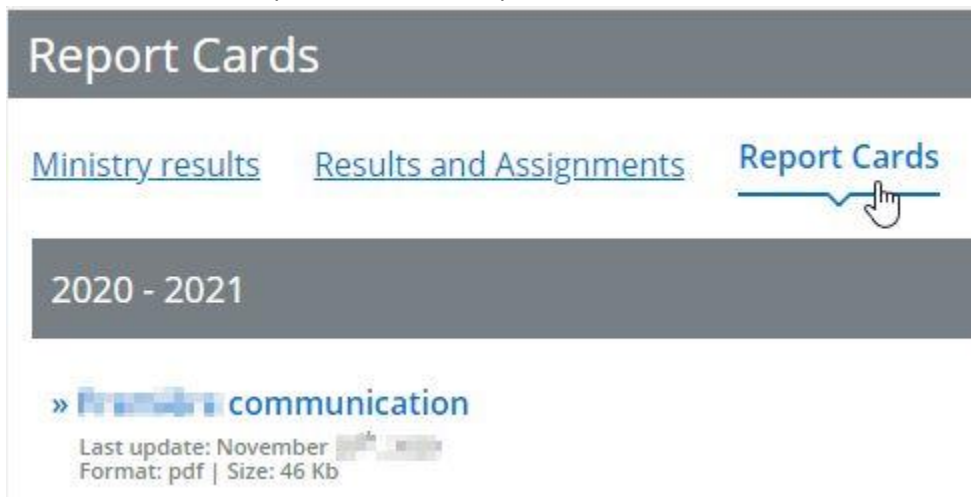 Report Cards
Ministry results Results and Assignments Report Cards
2020 - 2021
» communication
Last update: November
Format: pdf | Size: 46 Kb